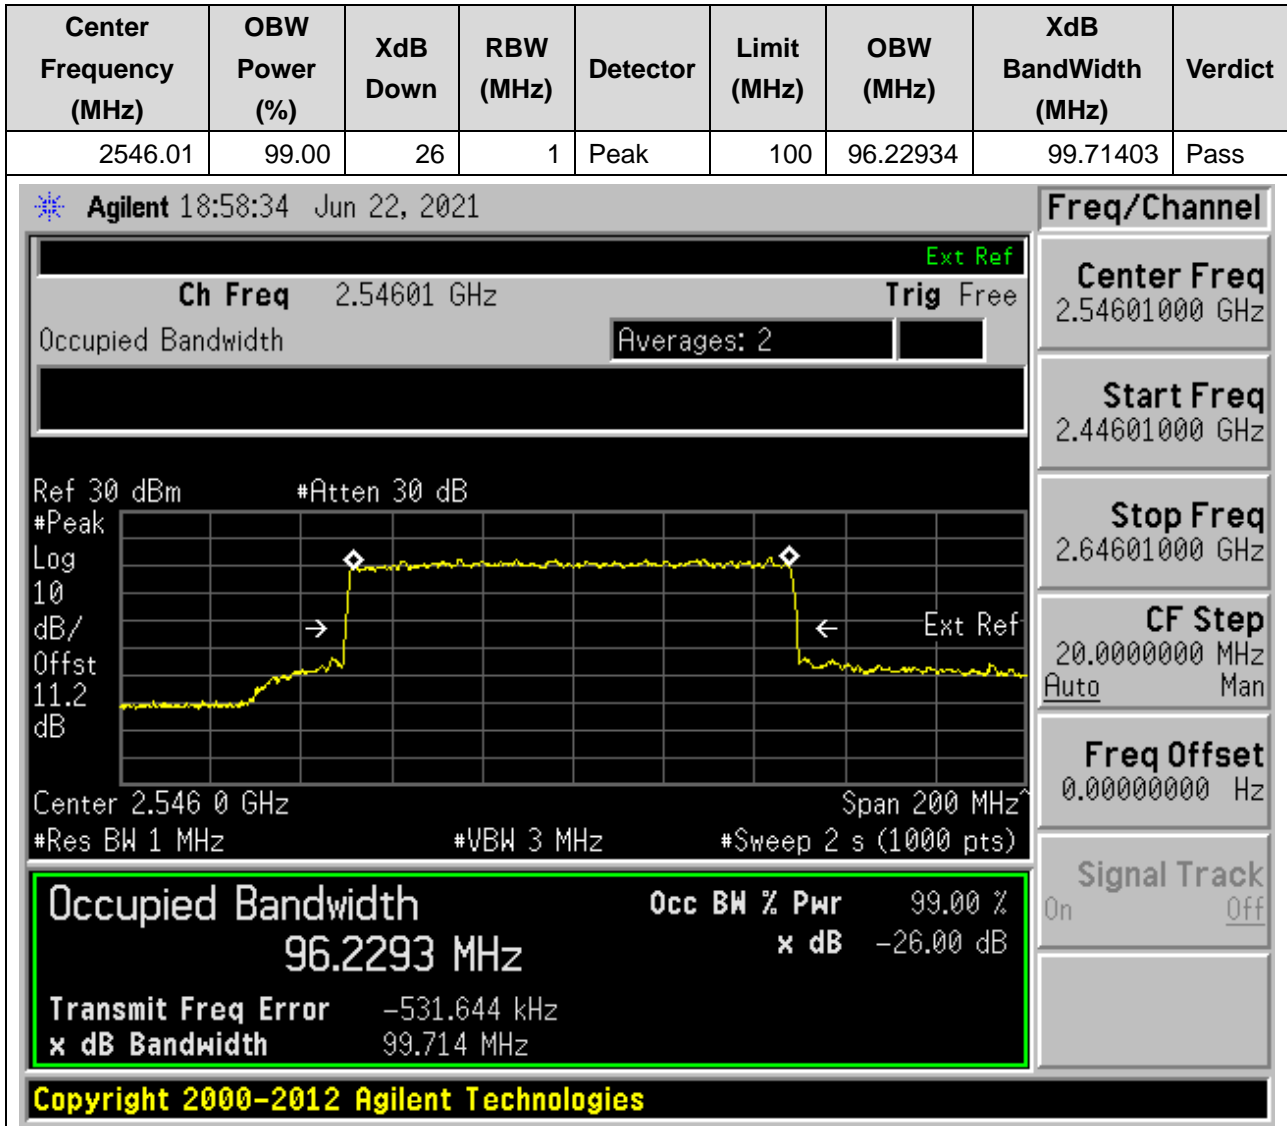 Center Frequency (MHz) OBW Power (%) XdB Down RBW (MHz) Detector Limit (MHz) OBW (MHz) XdB BandWidth (MHz) Verdict
2546.01 99.00 26 1 Peak 100 96.22934 99.71403 Pass
Agilent 18:58:34 Jun 22, 2021
Ext Ref
Ch Freq 2.54601 GHz Trig Free
Occupied Bandwidth Averages: 2
Ref 30 dBm #Atten 30 dB
#Peak
Log
10
dB/
Offst
11.2
dB
Ext Ref
Center 2.546 0 GHz Span 200 MHz^
#Res BW 1 MHz #VBW 3 MHz #Sweep 2 s (1000 pts)
Occupied Bandwidth
96.2293 MHz
Occ BW % Pwr 99.00 %
x dB -26.00 dB
Transmit Freq Error -531.644 kHz
x dB Bandwidth 99.714 MHz
Copyright 2000-2012 Agilent Technologies
Freq/Channel
Center Freq
2.54601000 GHz
Start Freq
2.44601000 GHz
Stop Freq
2.64601000 GHz
CF Step
20.0000000 MHz
Auto Man
Freq Offset
0.00000000 Hz
Signal Track
On Off